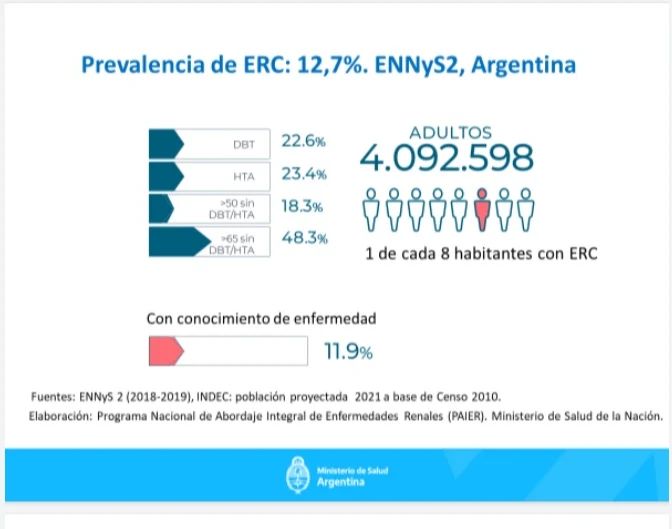 Prevalencia de ERC: 12,7%. ENNyS2, Argentina
DBT 22.6%
HTA 23.4%
>50 sin
DBT/HTA 18.3%
>65 sin
DBT/HTA 48.3%
ADULTOS
4.092.598
1 de cada 8 habitantes con ERC
Con conocimiento de enfermedad
11.9%
Fuentes: ENNyS 2 (2018-2019), INDEC: población proyectada 2021 a base de Censo 2010.
Elaboración: Programa Nacional de Abordaje Integral de Enfermedades Renales (PAIER). Ministerio de Salud de la Nación.
Ministerio de Salud
Argentina